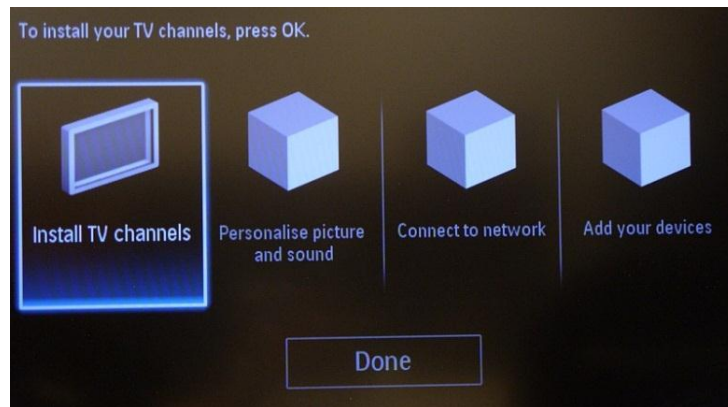 To install your TV channels, press OK.
Install TV channels
Personalise picture
and sound
Connect to network
Add your devices
Done